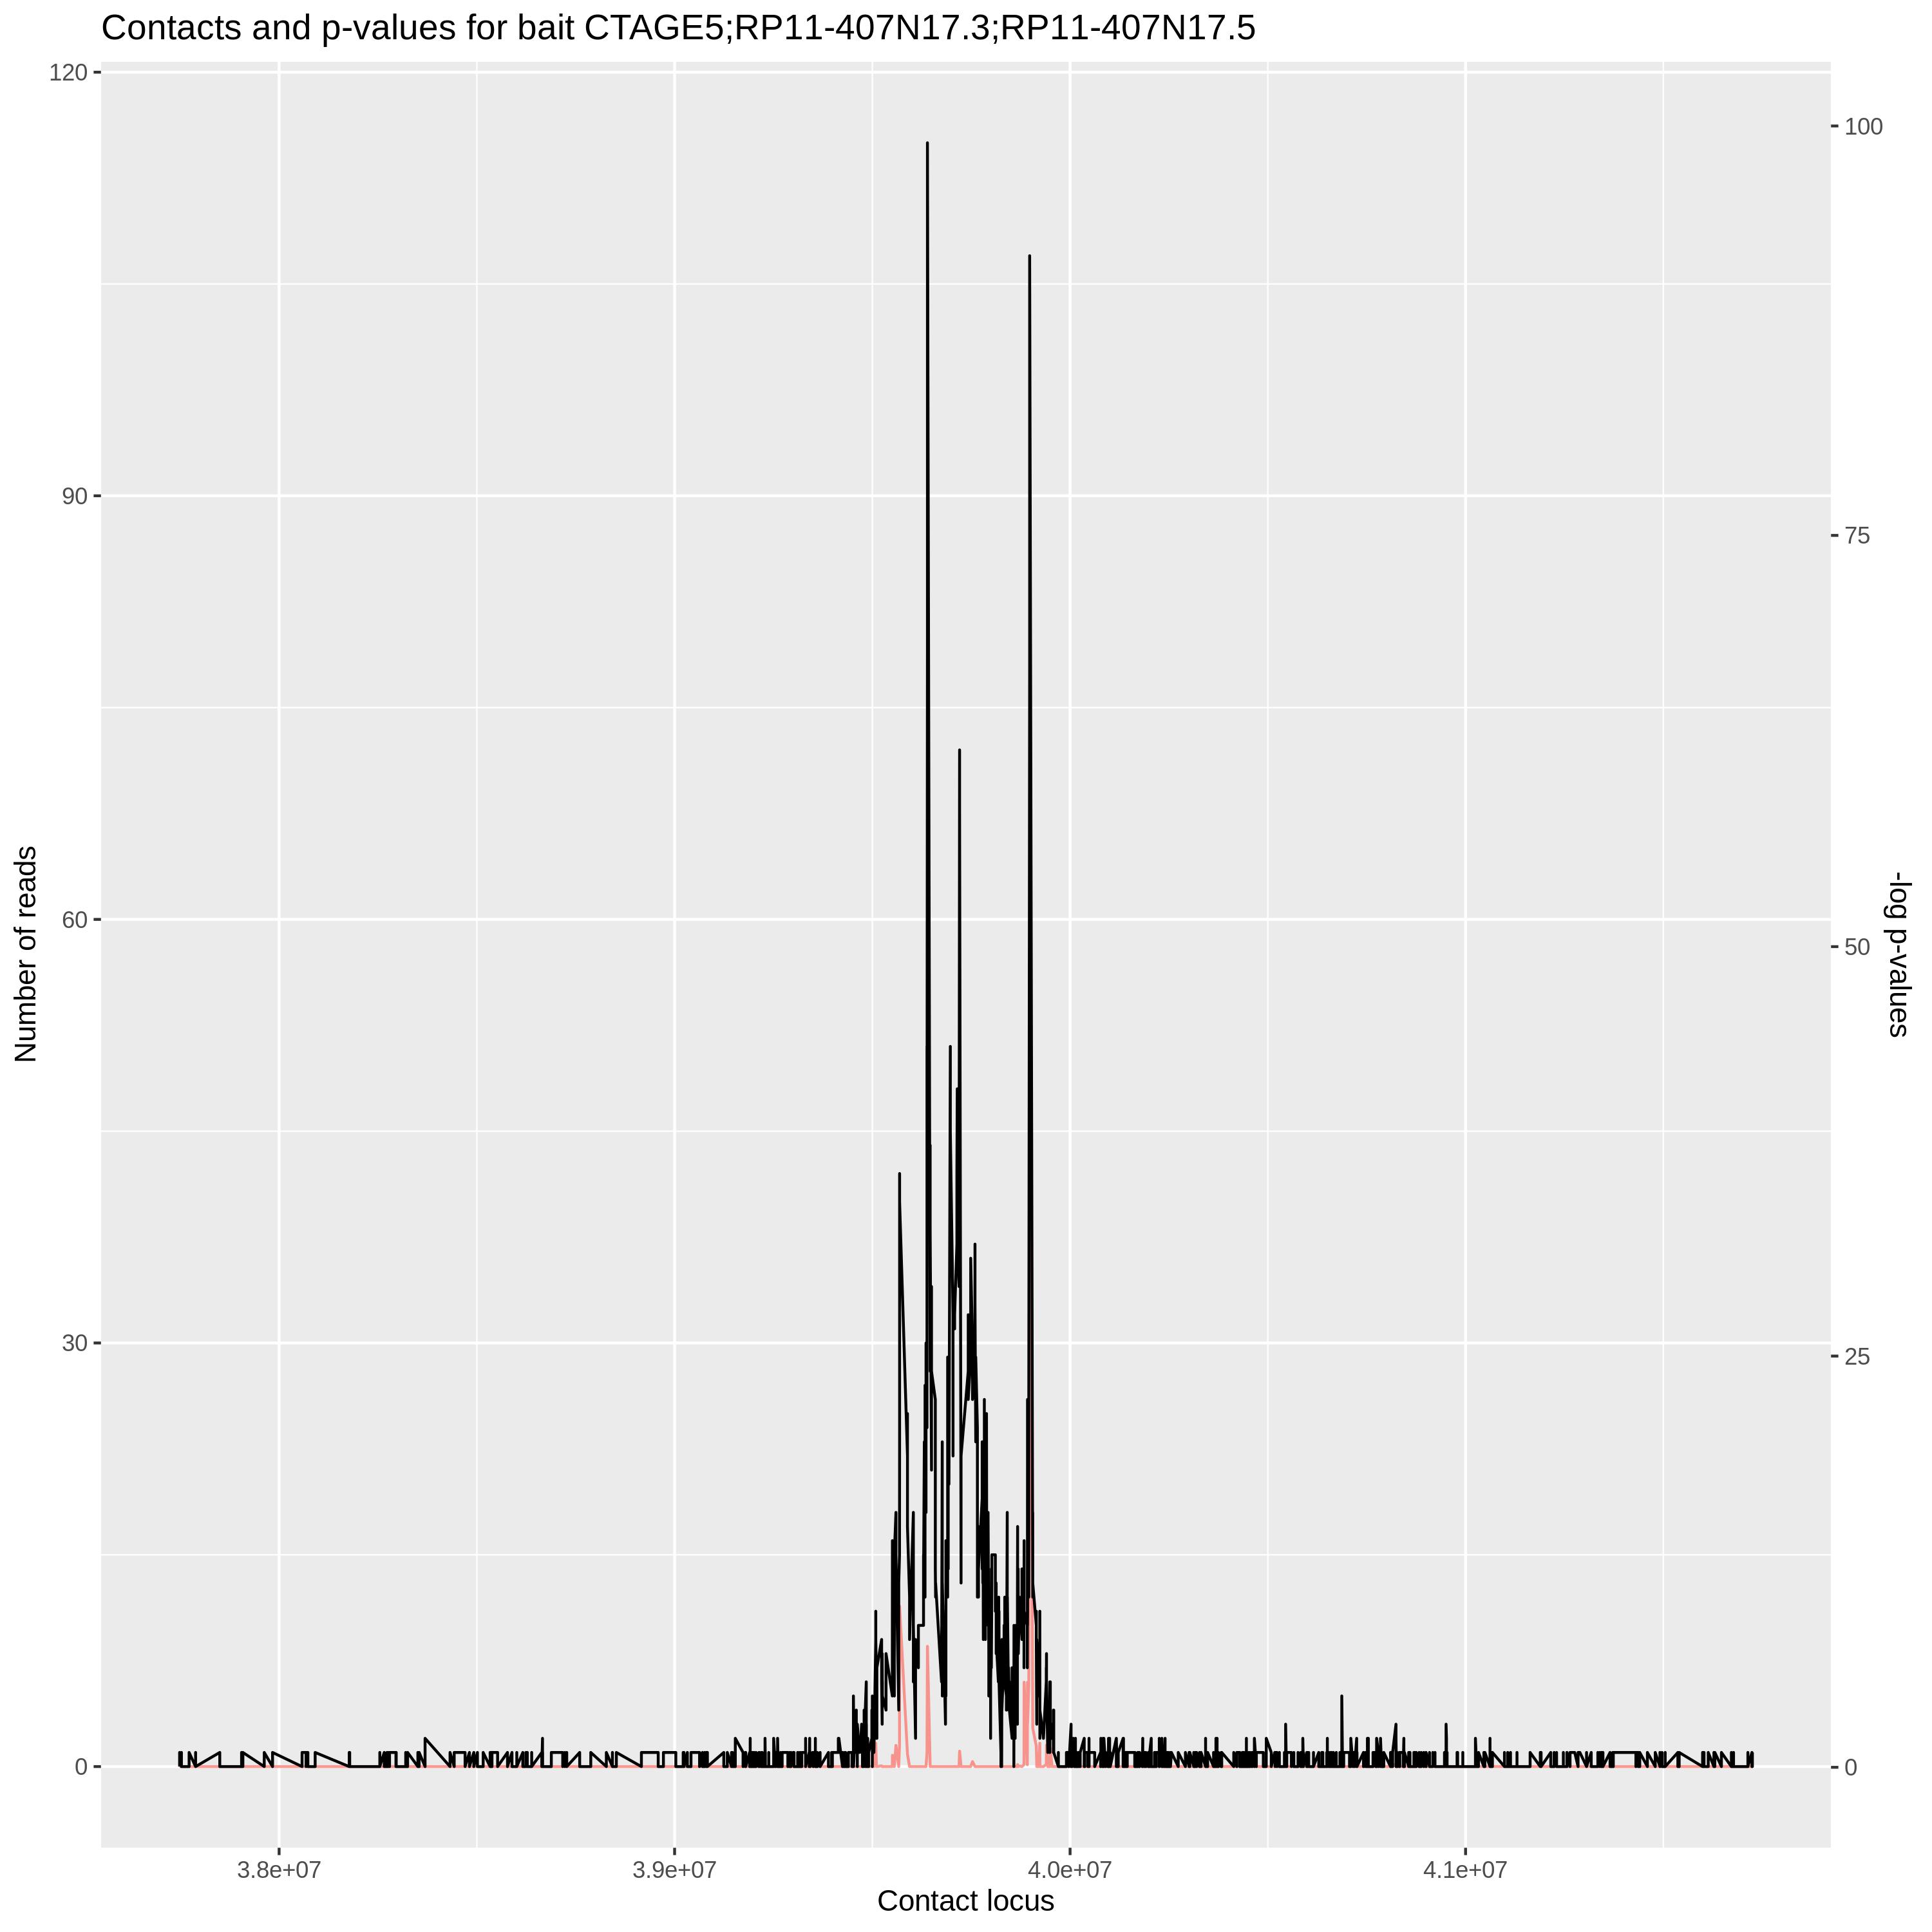 Contacts and p-values for bait CTAGE5;RP11-407N17.3;RP11-407N17.5
120
90
60
30
0
Number of reads
100
75
50
25
0
-log p-values
3.8e+07
3.9e+07
4.0e+07
4.1e+07
Contact locus